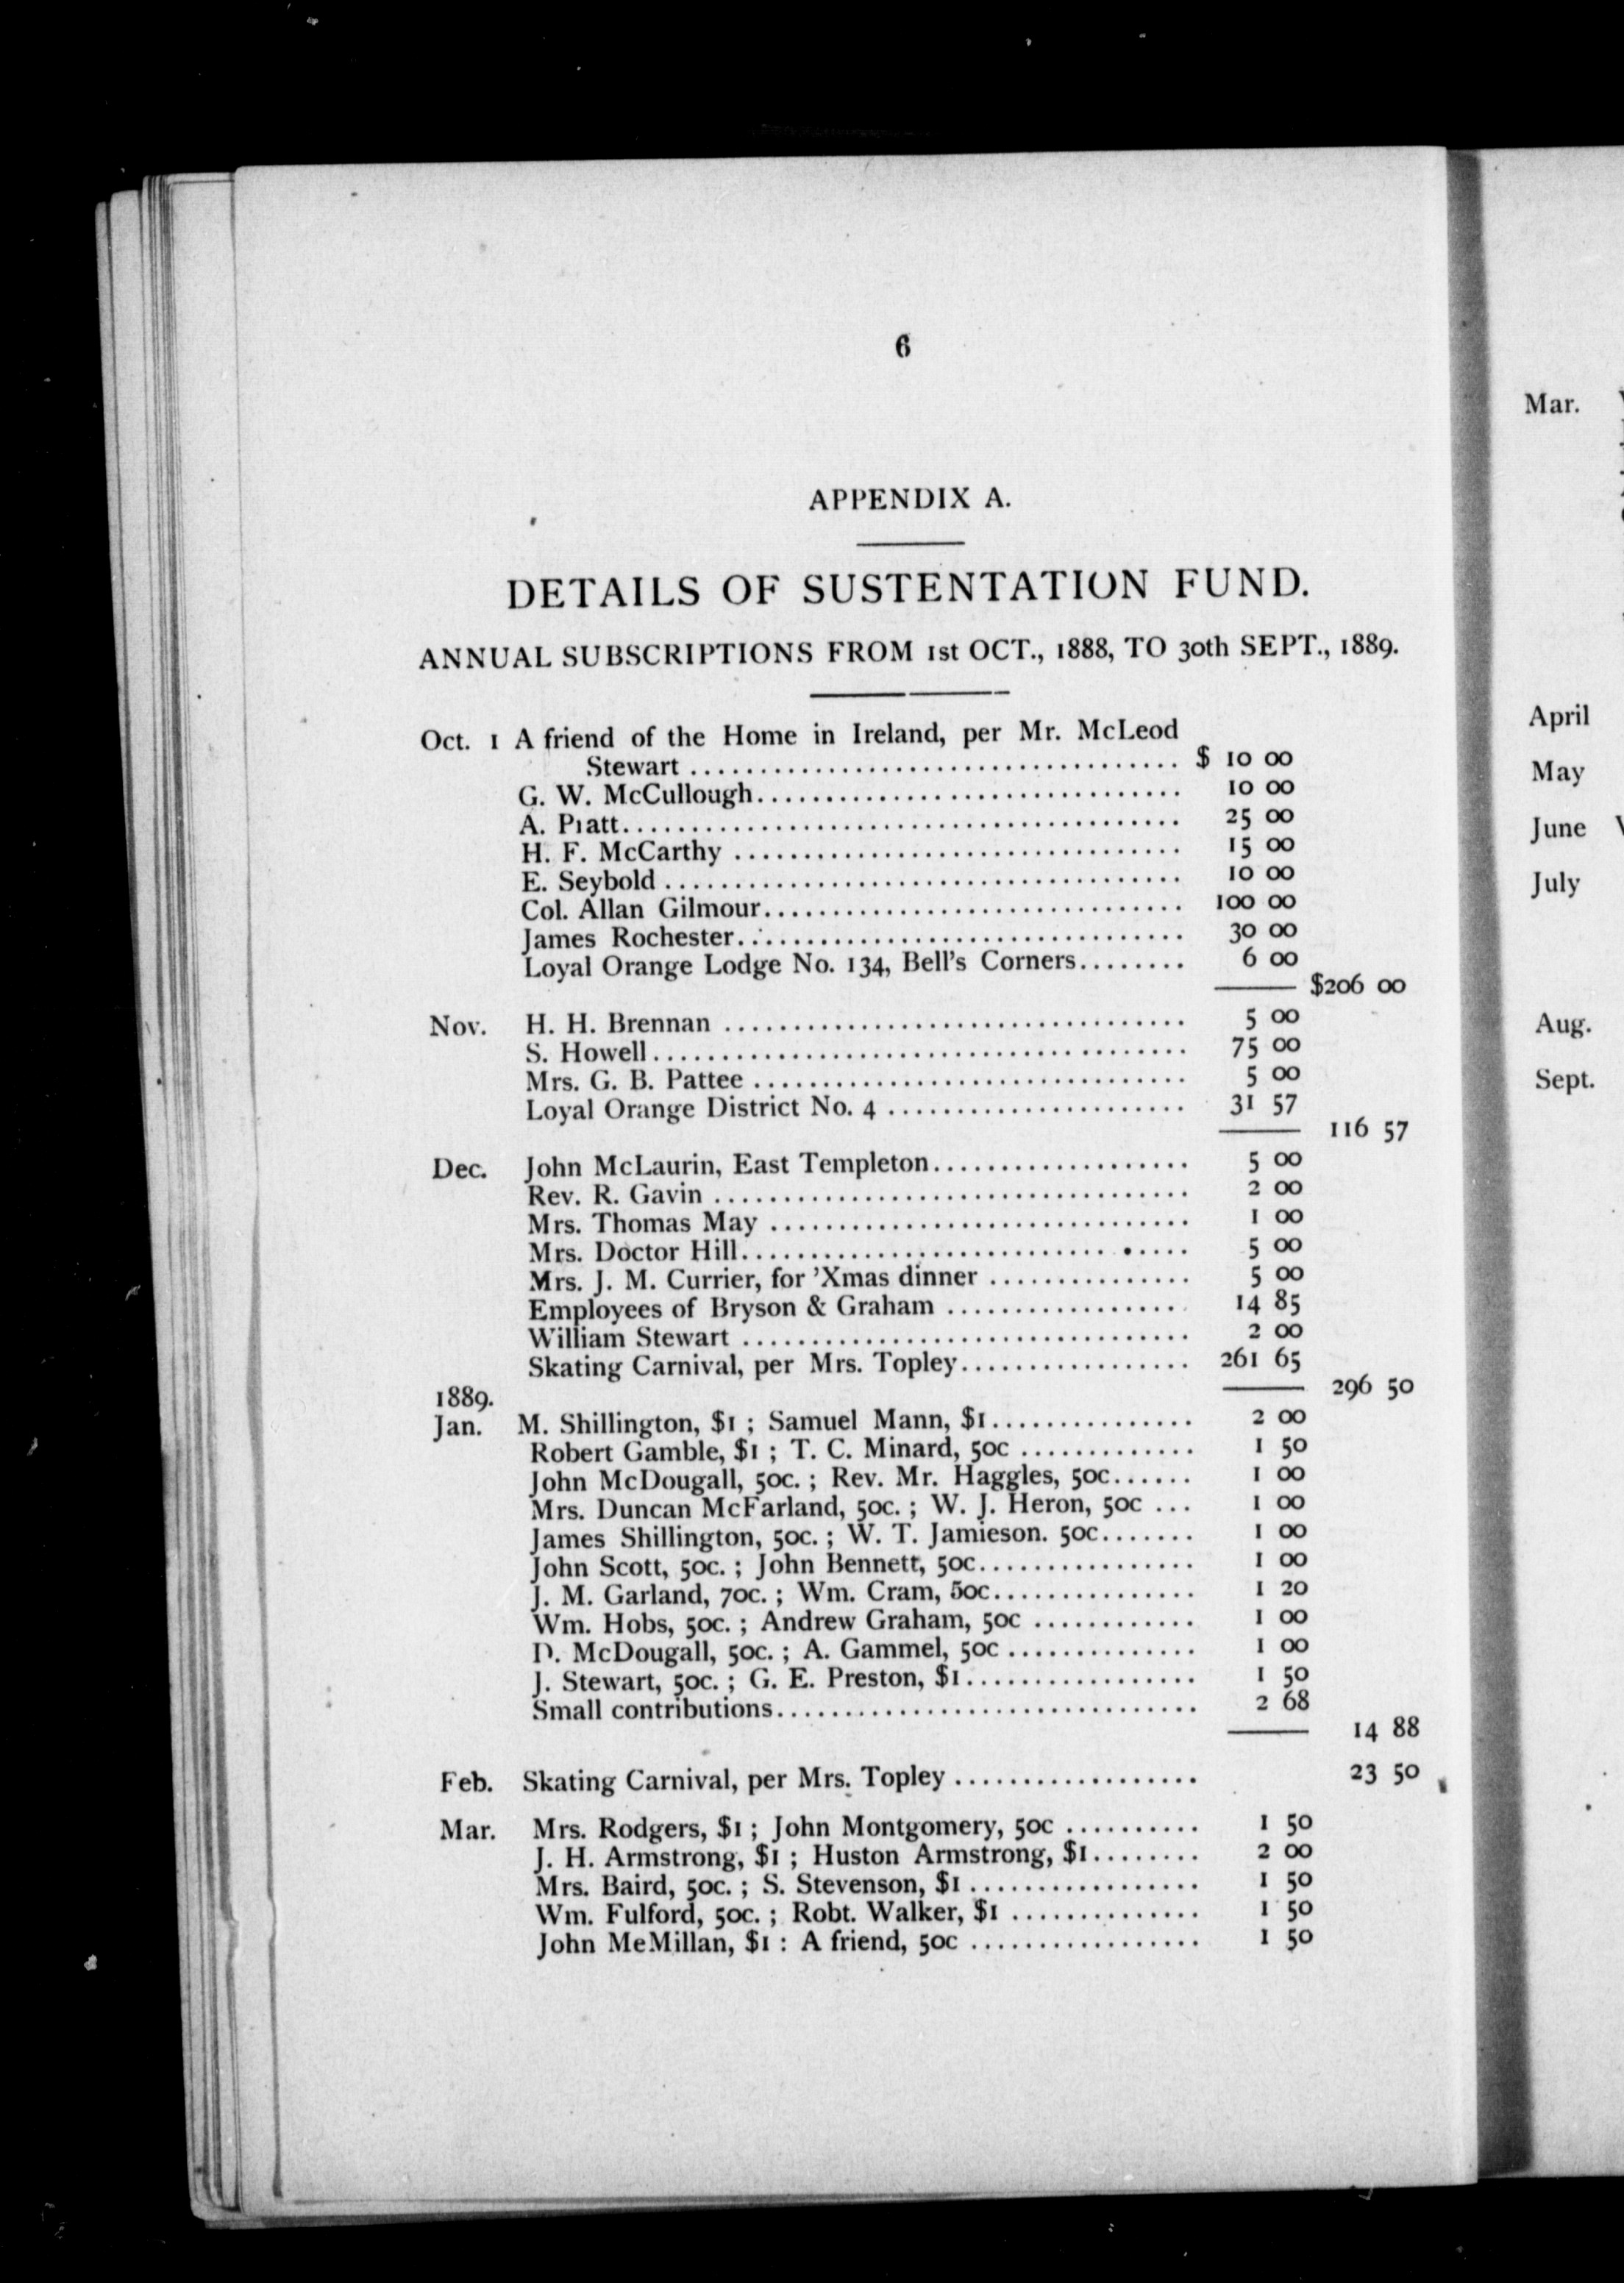 6
APPENDIX A.
DETAILS OF SUSTENTATION FUND.
ANNUAL SUBSCRIPTIONS FROM 1st OCT., 1888, TO 30th SEPT., 1889.
Oct. 1 A friend of the Home in Ireland, per Mr. McLeod
Stewart .................................... $ 10 00
G. W. McCullough............................... 10 00
A. Pratt......................................... 25 00
H. F. McCarthy ................................. 15 00
E. Seybold ...................................... 10 00
Col. Allan Gilmour............................... 100 00
James Rochester................................. 30 00
Loyal Orange Lodge No. 134, Bell's Corners........ 6 00
$206 00
Nov. H. H. Brennan .................................. 5 00
S. Howell....................................... 75 00
Mrs. G. B. Pattee ................................ 5 00
Loyal Orange District No. 4 ...................... 31 57
116 57
Dec. John McLaurin, East Templeton................... 5 00
Rev. R. Gavin ................................... 2 00
Mrs. Thomas May ............................... 1 00
Mrs. Doctor Hill................................. 5 00
Mrs. J. M. Currier, for 'Xmas dinner ............... 5 00
Employees of Bryson & Graham .................. 14 85
William Stewart ................................. 2 00
Skating Carnival, per Mrs. Topley................. 261 65
1889. 296 50
Jan. M. Shillington, $1 ; Samuel Mann, $1............... 2 00
Robert Gamble, $1 ; T. C. Minard, 50c ............. 1 50
John McDougall, 50c. ; Rev. Mr. Haggles, 50c...... 1 00
Mrs. Duncan McFarland, 50c. ; W. J. Heron, 50c ... 1 00
James Shillington, 50c. ; W. T. Jamieson. 50c....... 1 00
John Scott, 50c. ; John Bennett, 50c................ 1 00
J. M. Garland, 70c. ; Wm. Cram, 50c............... 1 20
Wm. Hobs, 50c. ; Andrew Graham, 50c ............ 1 00
D. McDougall, 50c. ; A. Gammel, 50c .............. 1 00
J. Stewart, 50c. ; G. E. Preston, $1................. 1 50
Small contributions............................... 2 68
14 88
Feb. Skating Carnival, per Mrs. Topley .................. 23 50
Mar. Mrs. Rodgers, $1 ; John Montgomery, 50c .......... 1 50
J. H. Armstrong, $1 ; Huston Armstrong, $1........ 2 00
Mrs. Baird, 50c. ; S. Stevenson, $1 ................. 1 50
Wm. Fulford, 50c. ; Robt. Walker, $1 .............. 1 50
John MeMillan, $1 : A friend, 50c ................. 1 50
Mar.
April
May
June
July
Aug.
Sept.